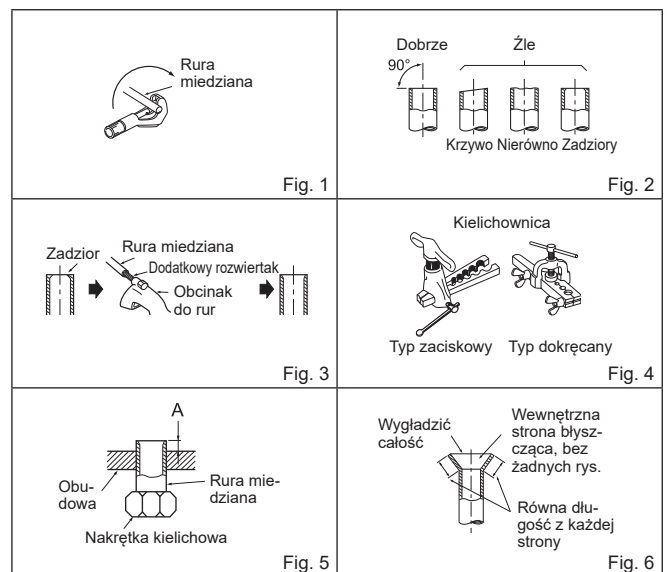 Rura
miedziana
Fig. 1
Dobrze
Źle
90°
Krzywo Nierówno Zadziory
Fig. 2
Zadzior
Rura miedziana
Dodatkowy rozwiertak
Obcinak
do rur
Fig. 3
Kielichownica
Typ zaciskowy
Typ dokręcany
Fig. 4
A
Obu-
dowa
Rura mie-
dziana
Nakrętka kielichowa
Fig. 5
Wygładzić
całość
Wewnętrzna
strona błysz-
cząca, bez
żadnych rys.
Równa dłu-
gość z każdej
strony
Fig. 6